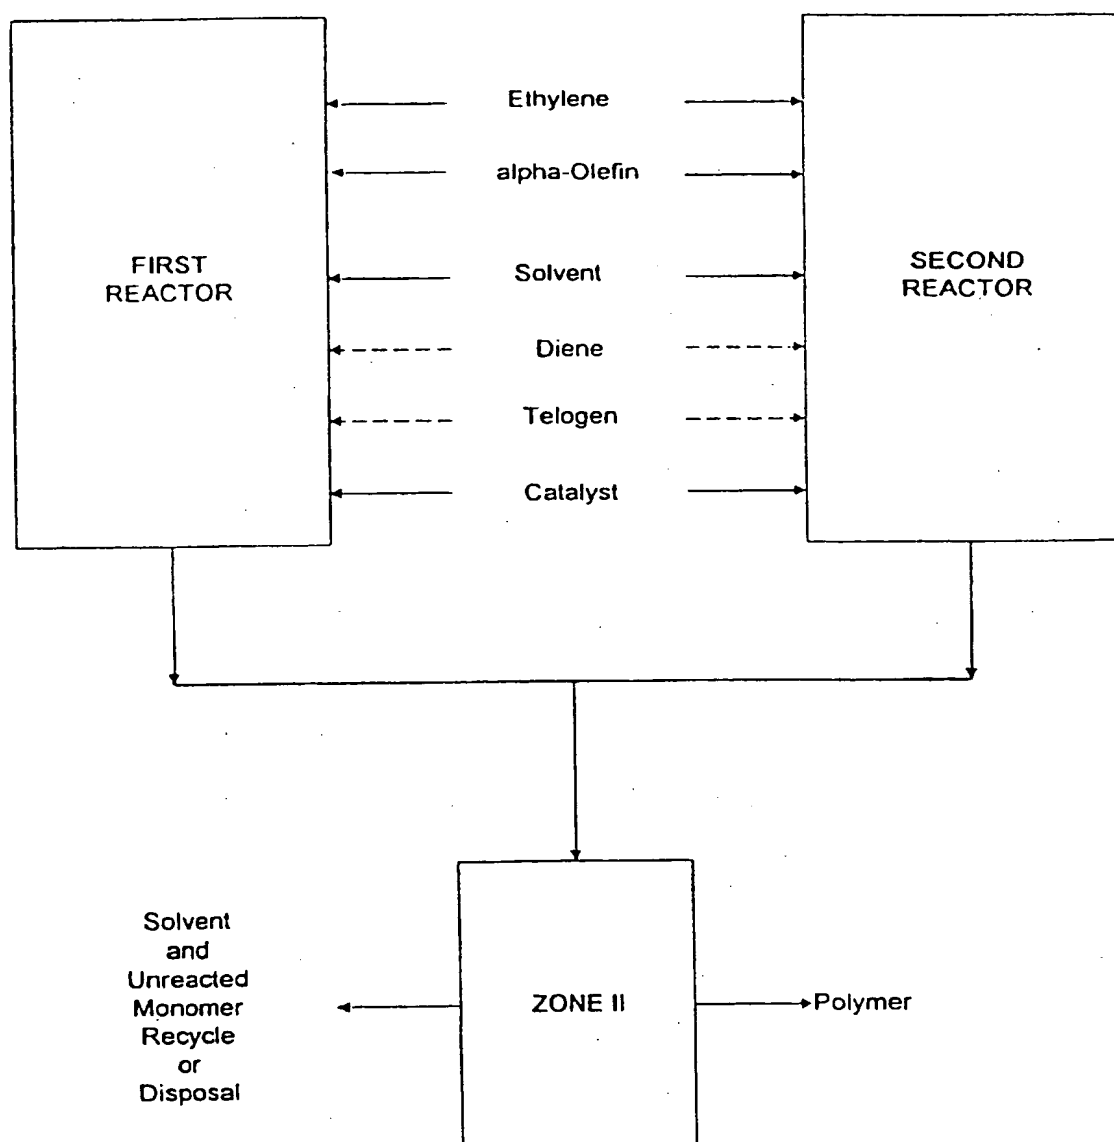 Ethylene
alpha-Olefin
FIRST
REACTOR
Solvent
SECOND
REACTOR
Diene
Telogen
Catalyst
Solvent
and
Unreacted
Monomer
Recycle
or
Disposal
ZONE II
Polymer